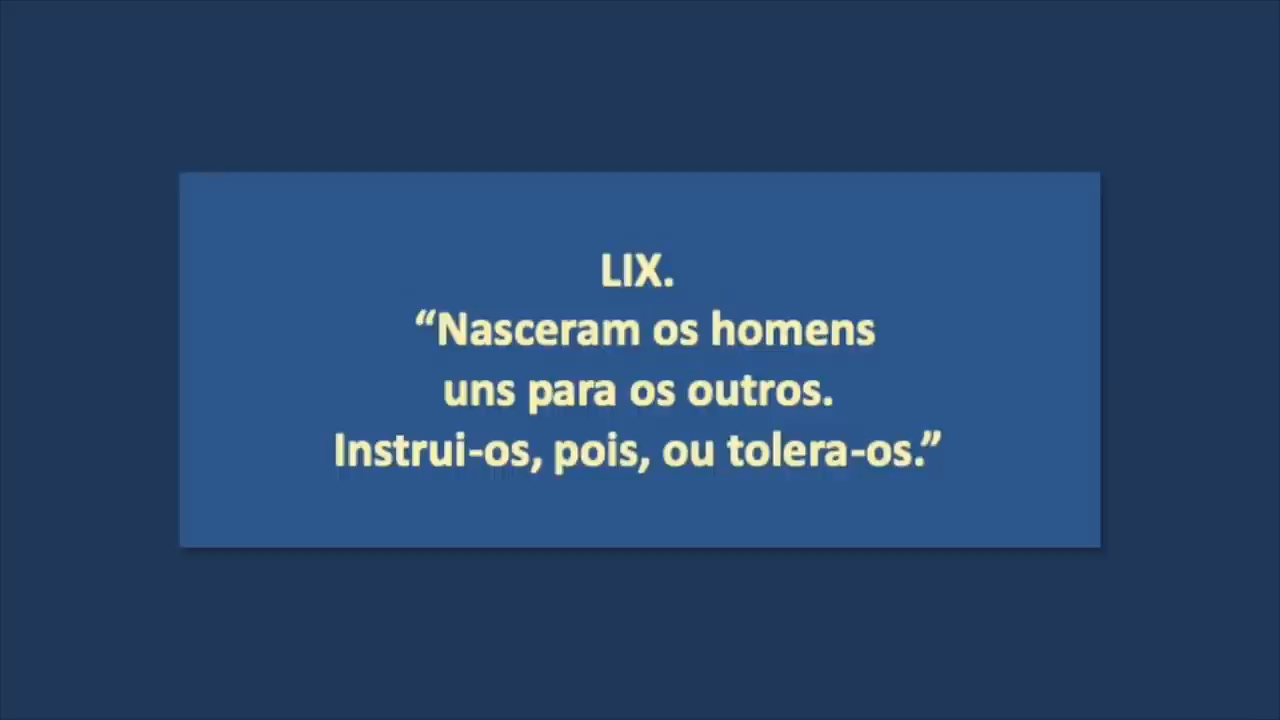 LIX.
“Nasceram os homens
uns para os outros.
Instrui-os, pois, ou tolera-os.”